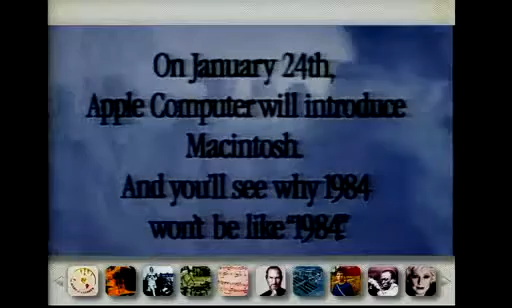 On January 24th,
Apple Computer will introduce
Macintosh.
And you'll see why 1984
won't be like "1984."